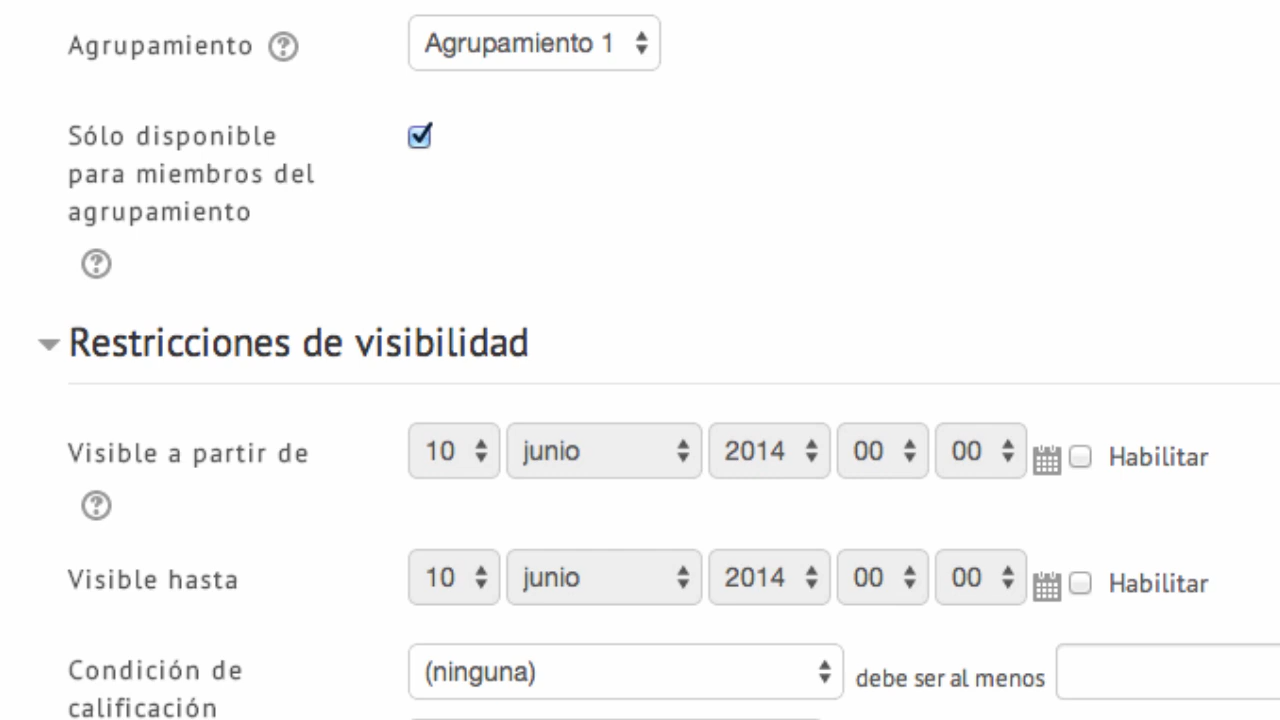 Agrupamiento Agrupamiento 1
Sólo disponible
para miembros del
agrupamiento
Restricciones de visibilidad
Visible a partir de 10 junio 2014 00 00 Habilitar
Visible hasta 10 junio 2014 00 00 Habilitar
Condición de (ninguna) debe ser al menos
calificación